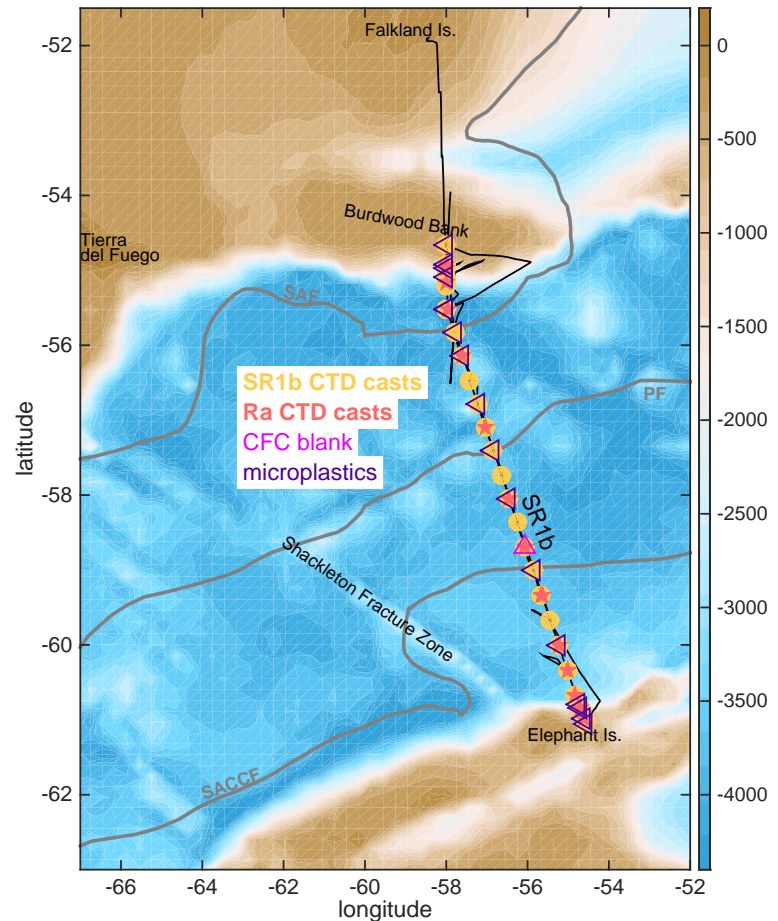 Falkland Is.
Burdwood Bank
Tierra
del Fuego
SAF
SR1b CTD casts
Ra CTD casts
CFC blank
microplastics
PF
SR1b
Shackleton Fracture Zone
Elephant Is.
SACCF
latitude
-52
-54
-56
-58
-60
-62
-66
-64
-62
-60
-58
-56
-54
-52
longitude
0
-500
-1000
-1500
-2000
-2500
-3000
-3500
-4000